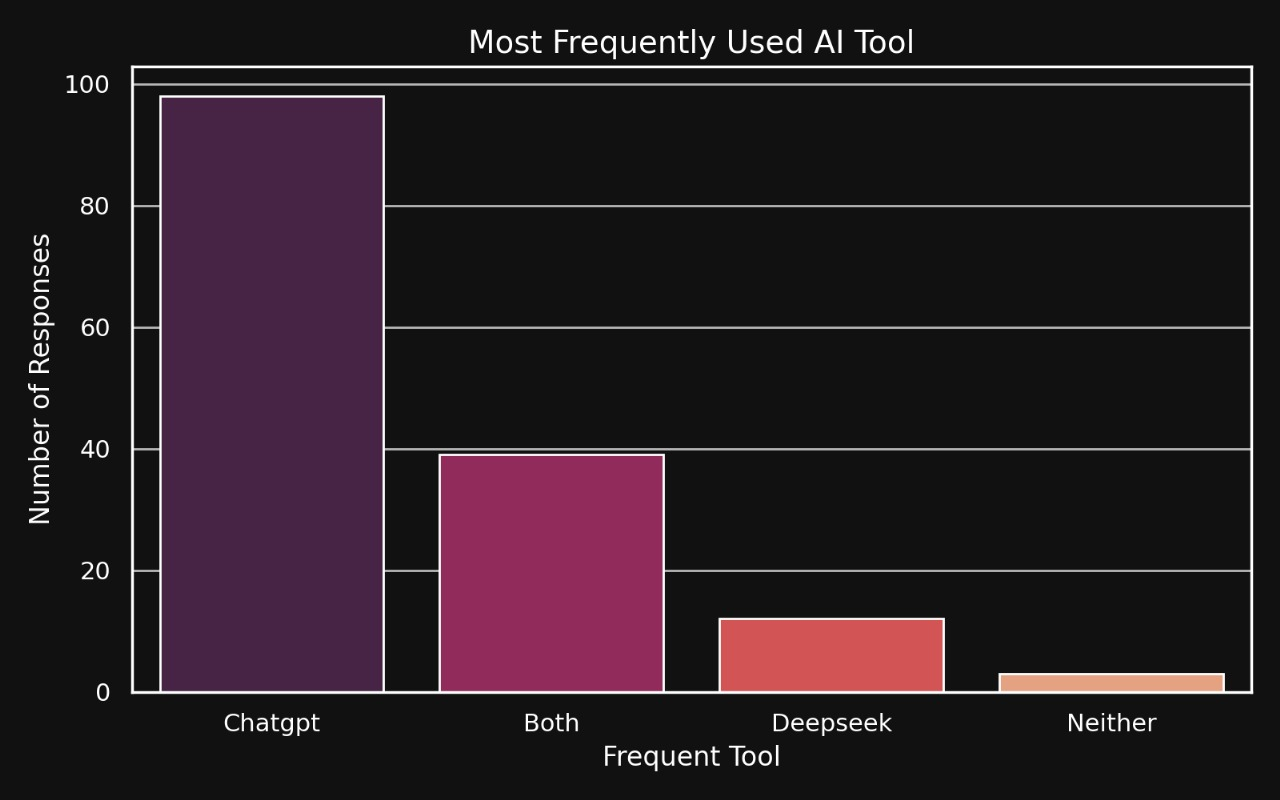 Most Frequently Used AI Tool
100
80
60
40
20
0
Number of Responses
Chatgpt Both Deepseek Neither
Frequent Tool